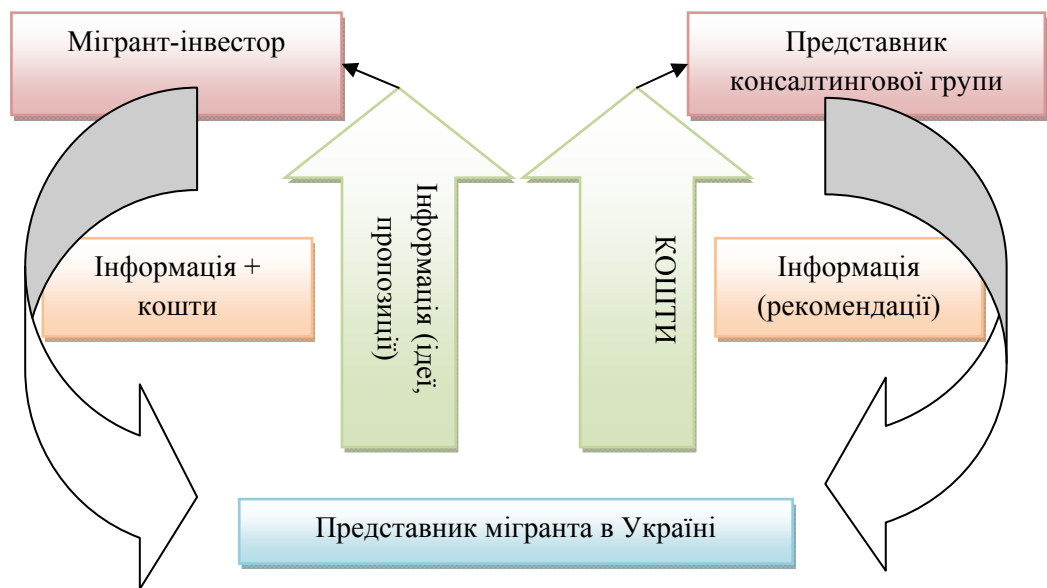 Мігрант-інвестор
Представник
консалтингової групи
Інформація (ідеї,
пропозиції)
КОШТИ
Інформація +
кошти
Інформація
(рекомендації)
Представник мігранта в Україні